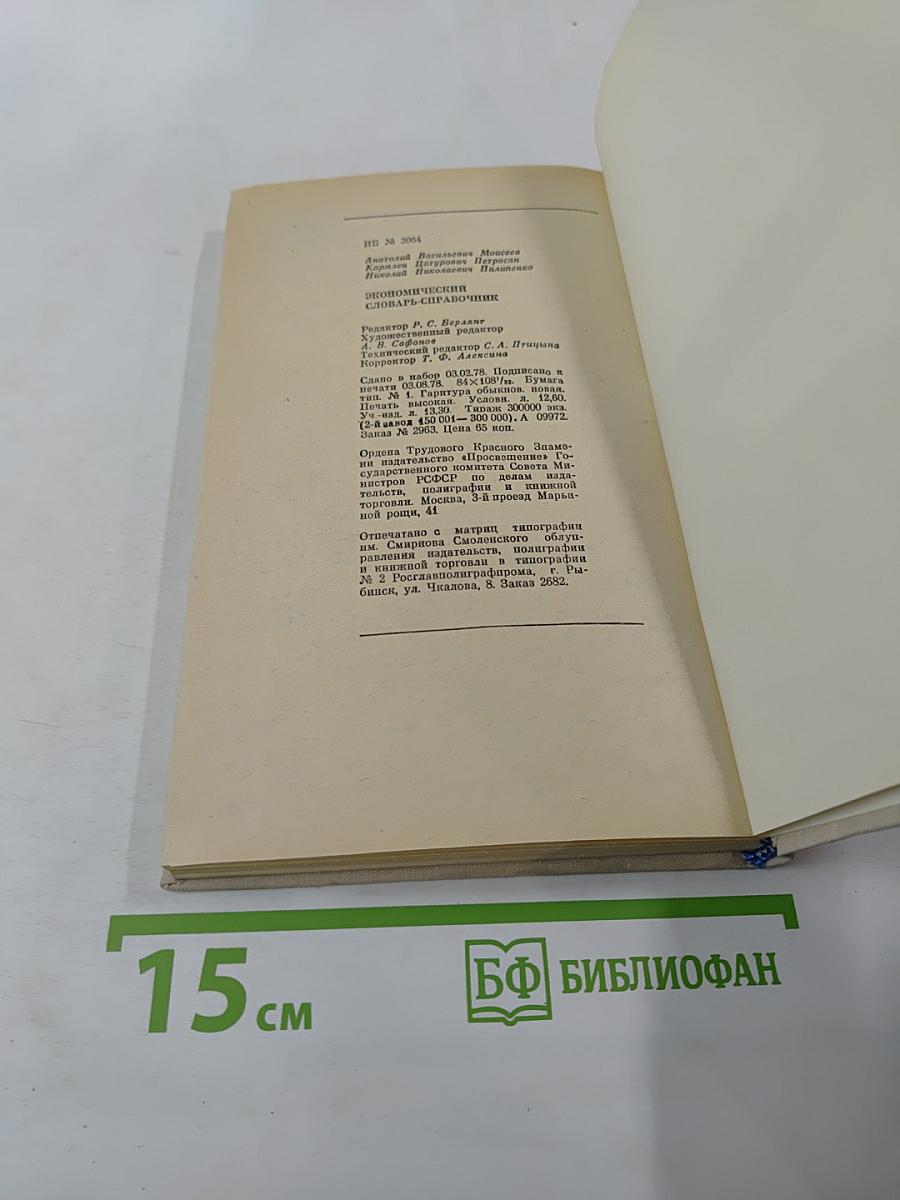 ИБ № 3064
Анатолий Васильевич Моисеев
Кармлен Цатурович Петросян
Николай Николаевич Пилипенко
ЭКОНОМИЧЕСКИЙ
СЛОВАРЬ-СПРАВОЧНИК
Редактор Р. С. Берлянт
Художественный редактор
А. В. Сафонов
Технический редактор С. А. Птицына
Корректор Т. Ф. Алексина
Сдано в набор 03.02.78. Подписано к
печати 03.08.78. 84×108¹/₃₂. Бумага
тип. № 1. Гарнтура обыкнов. новая.
Печать высокая. Условн. л. 12,60.
Уч.-изд. л. 13,30. Тираж 300000 экз.
(2-й завод 150 001—300 000). А 09972.
Заказ № 2963. Цена 65 коп.
Ордена Трудового Красного Знаме-
ни издательство «Просвещение» Го-
сударственного комитета Совета Ми-
нистров РСФСР по делам изда-
тельств, полиграфии и книжной
торговли. Москва, 3-й проезд Марьи-
ной рощи, 41
Отпечатано с матриц типографии
им. Смирнова Смоленского облуп-
равления издательств, полиграфии
и книжной торговли в типографии
№ 2 Росглавполиграфпрома, г. Ры-
бинск, ул. Чкалова, 8. Заказ 2682.
15 см
БФ БИБЛИОФАН